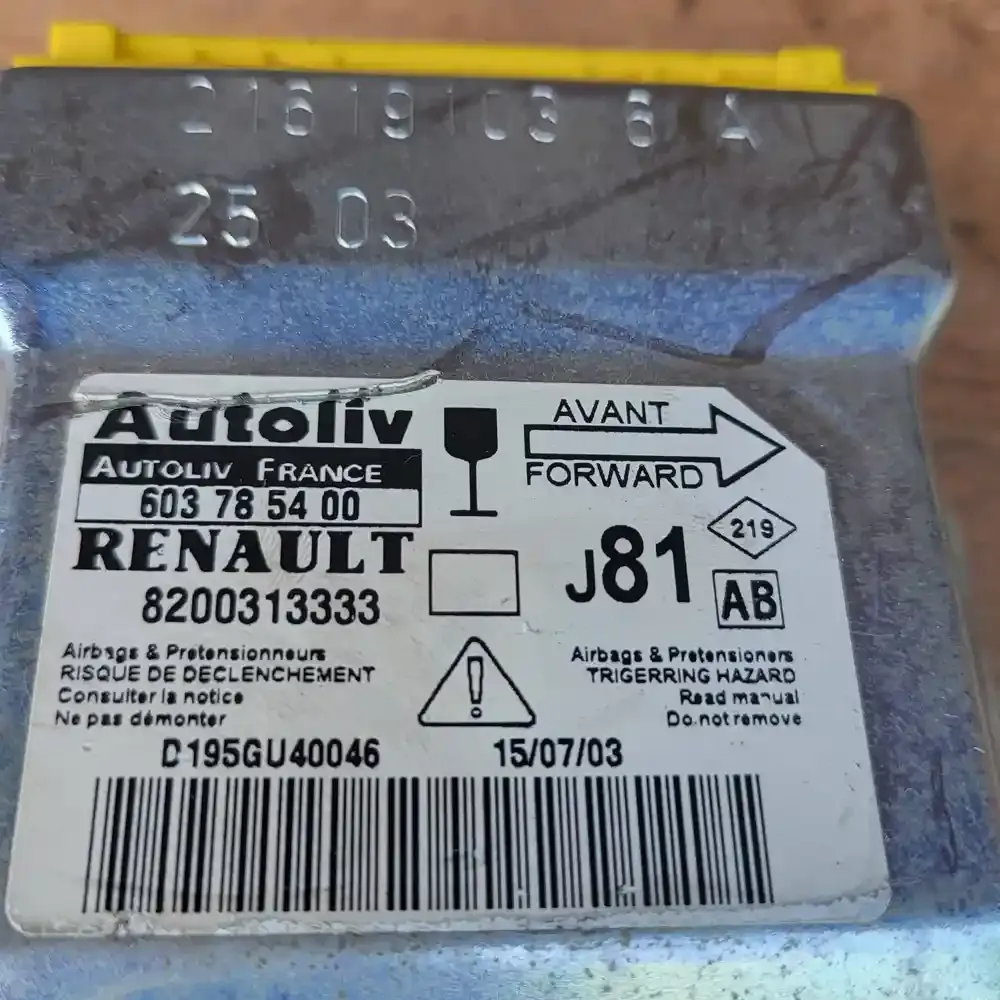 21619103 6 A
25 03
Autoliv
AUTOLIV FRANCE
603 78 54 00
RENAULT
8200313333
AVANT
FORWARD
219
J81
AB
Airbags & Pretensionneurs
RISQUE DE DECLENCHEMENT
Consulter la notice
Ne pas démonter
Airbags & Pretensioners
TRIGERRING HAZARD
Read manual
Do not remove
D195GU40046 15/07/03